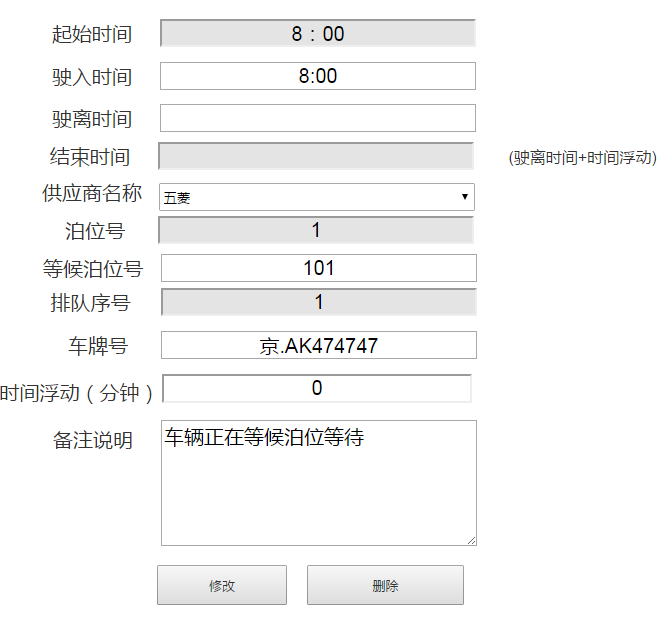 起始时间 8：00
驶入时间 8:00
驶离时间
结束时间 (驶离时间+时间浮动)
供应商名称 五菱
泊位号 1
等候泊位号 101
排队序号 1
车牌号 京.AK474747
时间浮动（分钟） 0
备注说明 车辆正在等候泊位等待
修改 删除